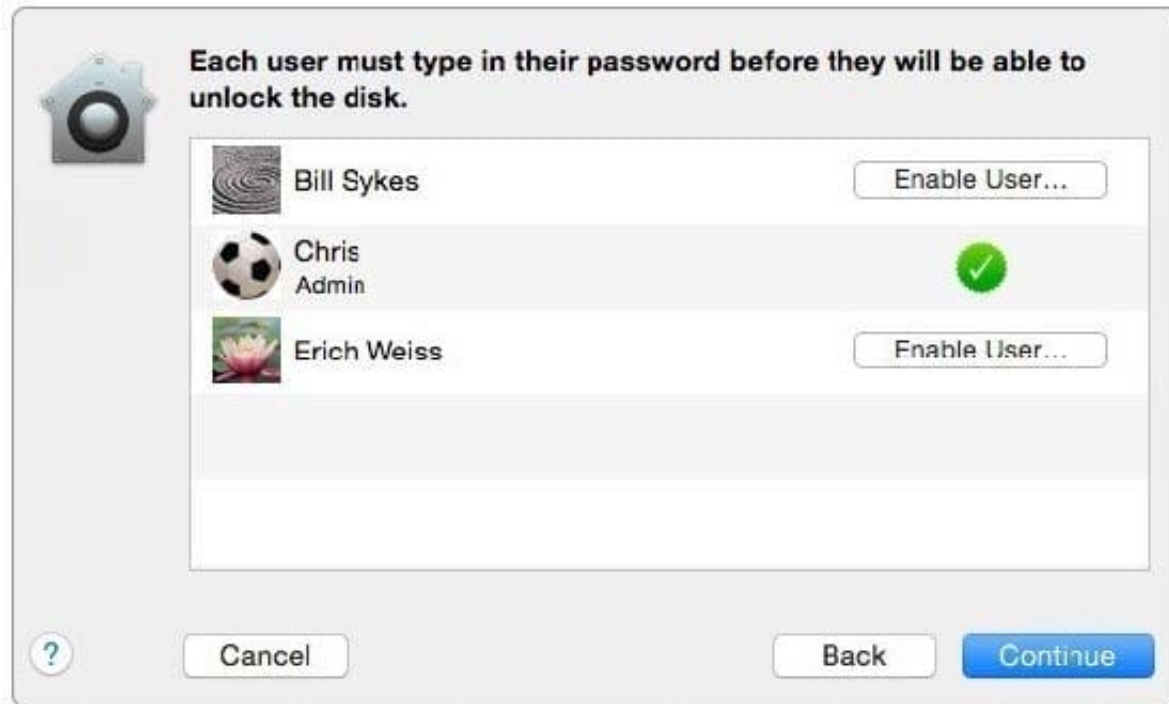 Each user must type in their password before they will be able to
unlock the disk.
Bill Sykes
Enable User...
Chris
Admin
Erich Weiss
Enable User...
?
Cancel
Back
Continue